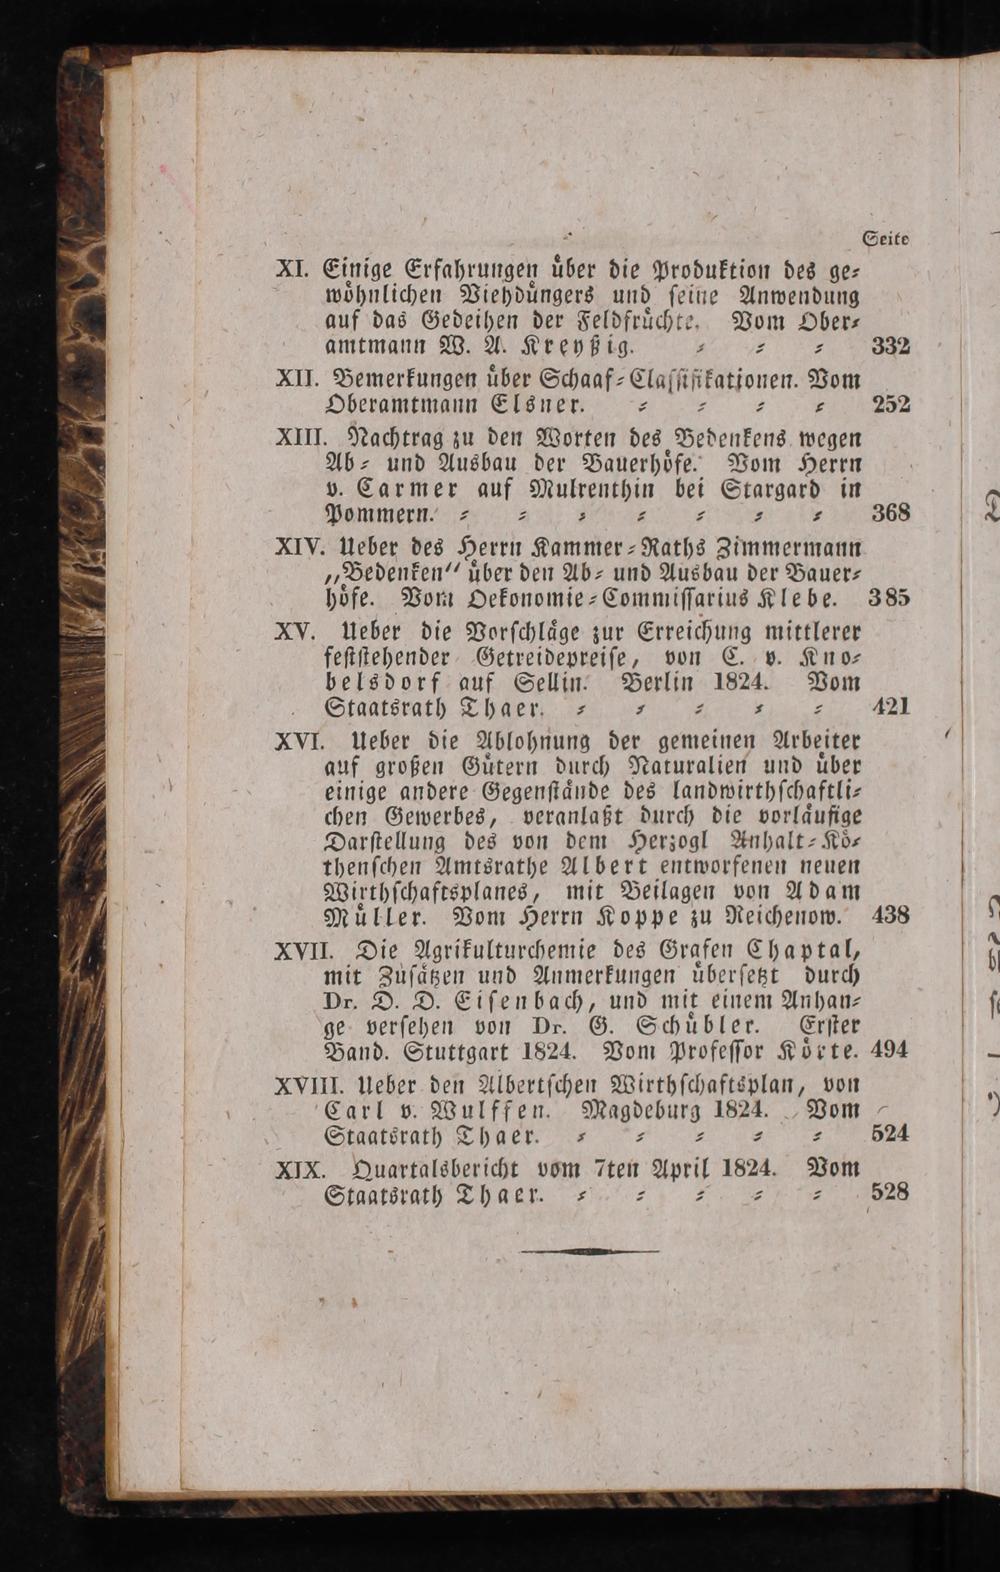 Seite
XI. Einige Erfahrungen über die Produktion des ge⸗
wöhnlichen Viehdüngers und ſeine Anwendung
auf das Gedeihen der Feldfrüchte. Vom Ober⸗
amtmann W. A. Kreyßig. ⸗ ⸗ ⸗ 332
XII. Bemerkungen über Schaaf⸗Claſſifikationen. Vom
Oberamtmann Elsner. ⸗ ⸗ ⸗ ⸗ 252
XIII. Nachtrag zu den Worten des Bedenkens wegen
Ab⸗ und Ausbau der Bauerhöfe. Vom Herrn
v. Carmer auf Mulrenthin bei Stargard in
Pommern. ⸗ ⸗ ⸗ ⸗ ⸗ ⸗ ⸗ 368
XIV. Ueber des Herrn Kammer⸗Raths Zimmermann
„Bedenken“ über den Ab⸗ und Ausbau der Bauer⸗
höfe. Vom Oekonomie⸗Commiſſarius Klebe. 385
XV. Ueber die Vorſchläge zur Erreichung mittlerer
feſtſtehender Getreidepreiſe, von C. v. Kno⸗
belsdorf auf Sellin. Berlin 1824. Vom
Staatsrath Thaer. ⸗ ⸗ ⸗ ⸗ ⸗ 421
XVI. Ueber die Ablohnung der gemeinen Arbeiter
auf großen Gütern durch Naturalien und über
einige andere Gegenſtände des landwirthſchaftli⸗
chen Gewerbes, veranlaßt durch die vorläufige
Darſtellung des von dem Herzogl Anhalt⸗Kö⸗
thenſchen Amtsrathe Albert entworfenen neuen
Wirthſchaftsplanes, mit Beilagen von Adam
Müller. Vom Herrn Koppe zu Reichenow. 438
XVII. Die Agrikulturchemie des Grafen Chaptal,
mit Zuſätzen und Anmerkungen überſetzt durch
Dr. D. D. Eiſenbach, und mit einem Anhan⸗
ge verſehen von Dr. G. Schübler. Erſter
Band. Stuttgart 1824. Vom Profeſſor Körte. 494
XVIII. Ueber den Albertſchen Wirthſchaftsplan, von
Carl v. Wulffen. Magdeburg 1824. Vom
Staatsrath Thaer. ⸗ ⸗ ⸗ ⸗ ⸗ 524
XIX. Quartalsbericht vom 7ten April 1824. Vom
Staatsrath Thaer. ⸗ ⸗ ⸗ ⸗ ⸗ 528